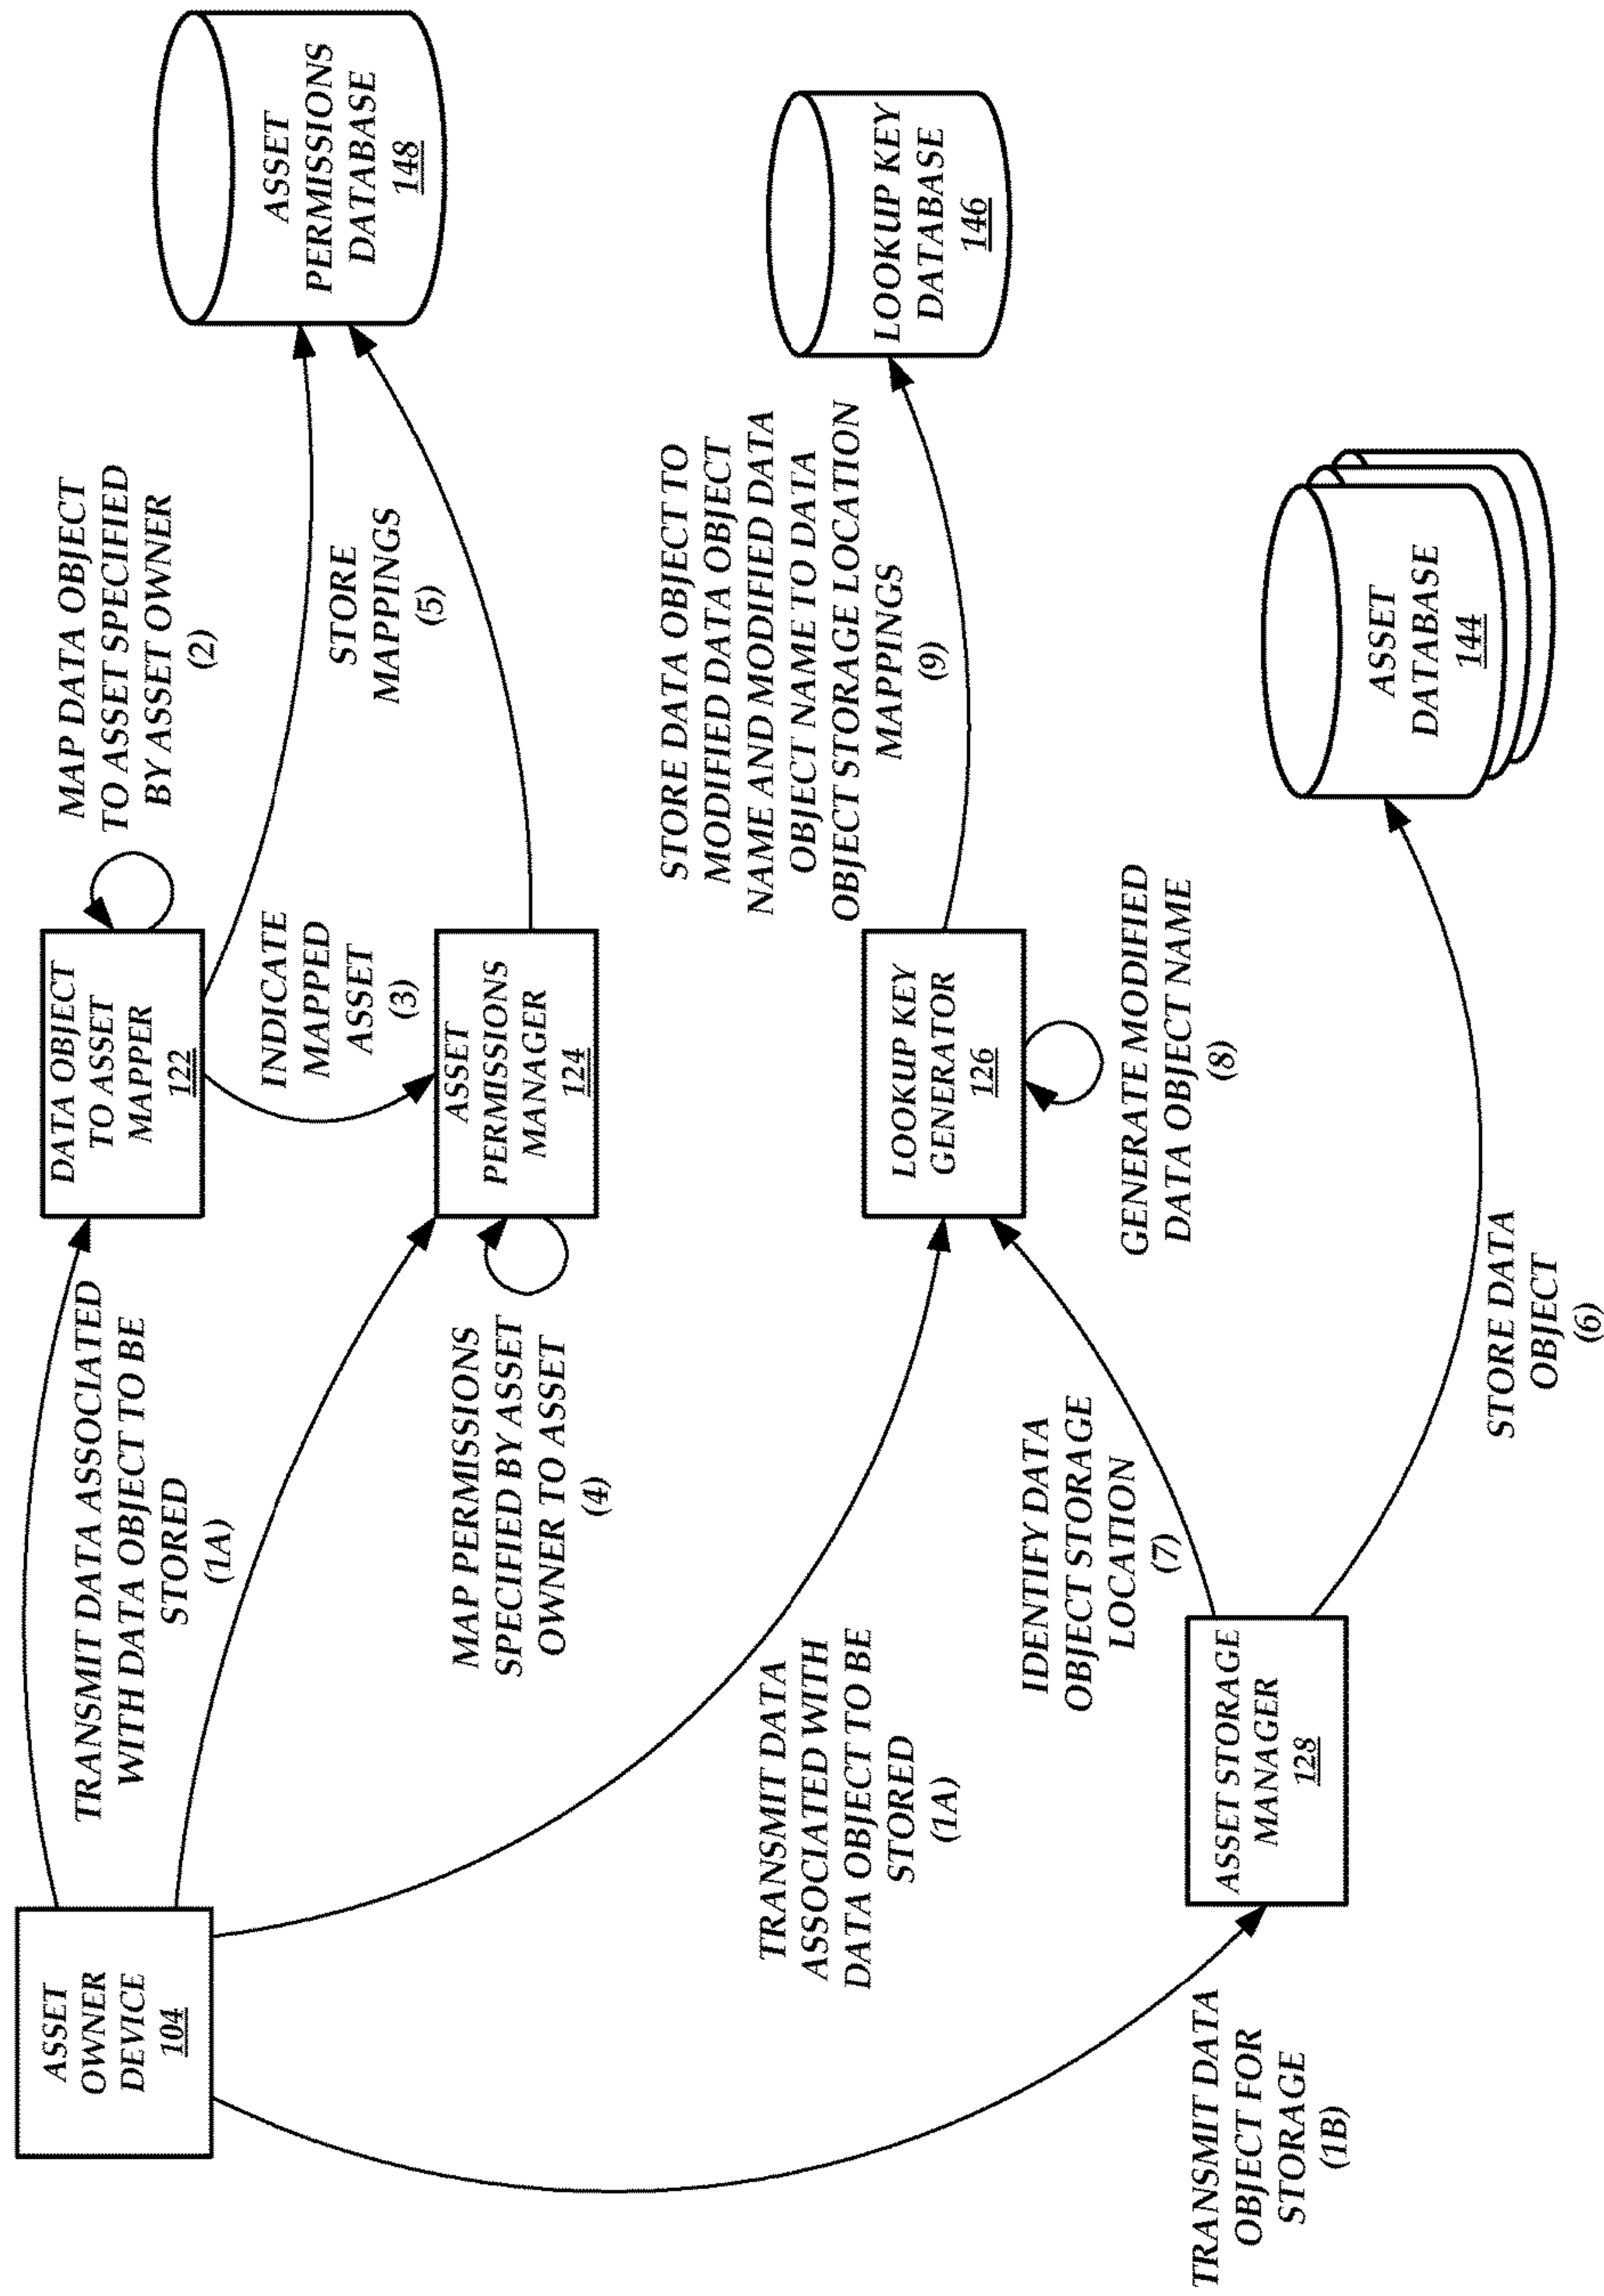 ASSET
OWNER
DEVICE
104
TRANSMIT DATA ASSOCIATED
WITH DATA OBJECT TO BE
STORED
(1A)
DATA OBJECT
TO ASSET
MAPPER
122
MAP DATA OBJECT
TO ASSET SPECIFIED
BY ASSET OWNER
(2)
INDICATE
MAPPED
ASSET
(3)
ASSET
PERMISSIONS
MANAGER
124
MAP PERMISSIONS
SPECIFIED BY ASSET
OWNER TO ASSET
(4)
STORE
MAPPINGS
(5)
ASSET
PERMISSIONS
DATABASE
148
TRANSMIT DATA
ASSOCIATED WITH
DATA OBJECT TO BE
STORED
(1A)
LOOKUP KEY
GENERATOR
126
STORE DATA OBJECT TO
MODIFIED DATA OBJECT
NAME AND MODIFIED DATA
OBJECT NAME TO DATA
OBJECT STORAGE LOCATION
MAPPINGS
(9)
LOOKUP KEY
DATABASE
146
GENERATE MODIFIED
DATA OBJECT NAME
(8)
IDENTIFY DATA
OBJECT STORAGE
LOCATION
(7)
TRANSMIT DATA
OBJECT FOR
STORAGE
(1B)
ASSET STORAGE
MANAGER
128
STORE DATA
OBJECT
(6)
ASSET
DATABASE
144